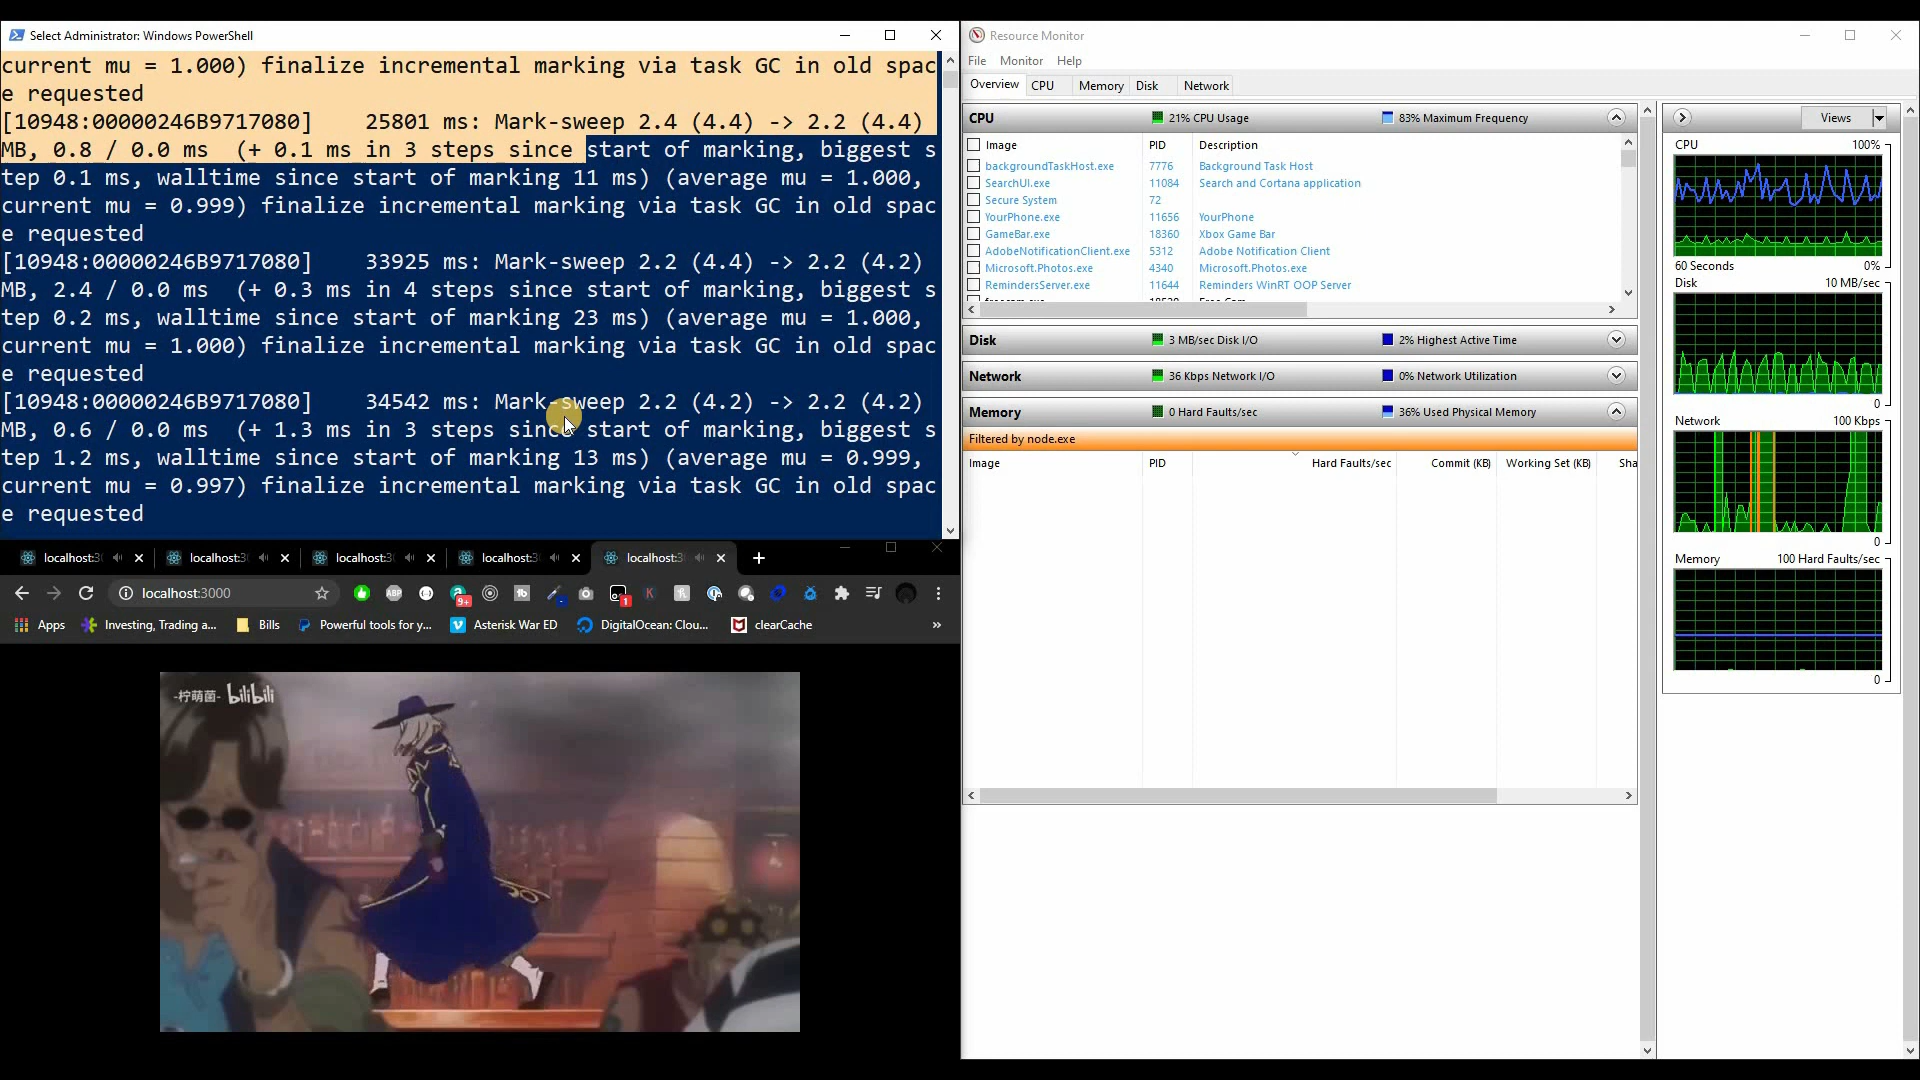 Select Administrator: Windows PowerShell
current mu = 1.000) finalize incremental marking via task GC in old spac
e requested
[10948:00000246B9717080]    25801 ms: Mark-sweep 2.4 (4.4) -> 2.2 (4.4)
MB, 0.8 / 0.0 ms  (+ 0.1 ms in 3 steps since start of marking, biggest s
tep 0.1 ms, walltime since start of marking 11 ms) (average mu = 1.000,
current mu = 0.999) finalize incremental marking via task GC in old spac
e requested
[10948:00000246B9717080]    33925 ms: Mark-sweep 2.2 (4.4) -> 2.2 (4.2)
MB, 2.4 / 0.0 ms  (+ 0.3 ms in 4 steps since start of marking, biggest s
tep 0.2 ms, walltime since start of marking 23 ms) (average mu = 1.000,
current mu = 1.000) finalize incremental marking via task GC in old spac
e requested
[10948:00000246B9717080]    34542 ms: Mark-sweep 2.2 (4.2) -> 2.2 (4.2)
MB, 0.6 / 0.0 ms  (+ 1.3 ms in 3 steps since start of marking, biggest s
tep 1.2 ms, walltime since start of marking 13 ms) (average mu = 0.999,
current mu = 0.997) finalize incremental marking via task GC in old spac
e requested
localhost:3 localhost:3 localhost:3 localhost:3 localhost:3
localhost:3000
ABP 9+ tb 1 K
Apps Investing, Trading a... Bills Powerful tools for y... Asterisk War ED DigitalOcean: Clou... clearCache »
-柠萌菌- bilibili
Resource Monitor
File Monitor Help
Overview CPU Memory Disk Network
CPU 21% CPU Usage 83% Maximum Frequency
Image PID Description
backgroundTaskHost.exe 7776 Background Task Host
SearchUI.exe 11084 Search and Cortana application
Secure System 72
YourPhone.exe 11656 YourPhone
GameBar.exe 18360 Xbox Game Bar
AdobeNotificationClient.exe 5312 Adobe Notification Client
Microsoft.Photos.exe 4340 Microsoft.Photos.exe
RemindersServer.exe 11644 Reminders WinRT OOP Server
Disk 3 MB/sec Disk I/O 2% Highest Active Time
Network 36 Kbps Network I/O 0% Network Utilization
Memory 0 Hard Faults/sec 36% Used Physical Memory
Filtered by node.exe
Image PID Hard Faults/sec Commit (KB) Working Set (KB) Sha
Views
CPU 100%
60 Seconds 0%
Disk 10 MB/sec
0
Network 100 Kbps
0
Memory 100 Hard Faults/sec
0